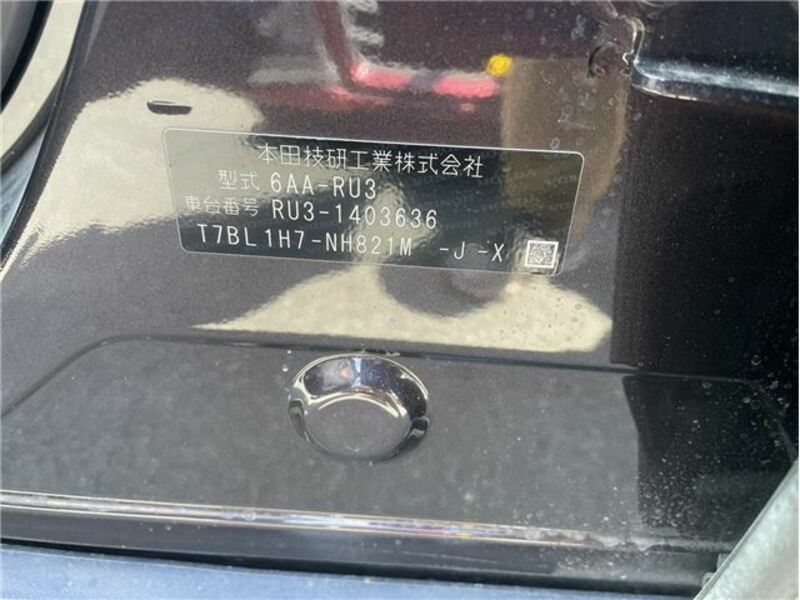 本田技研工業株式会社
型式 6AA-RU3
車台番号 RU3-1403636
T7BL1H7-NH821M -J -X